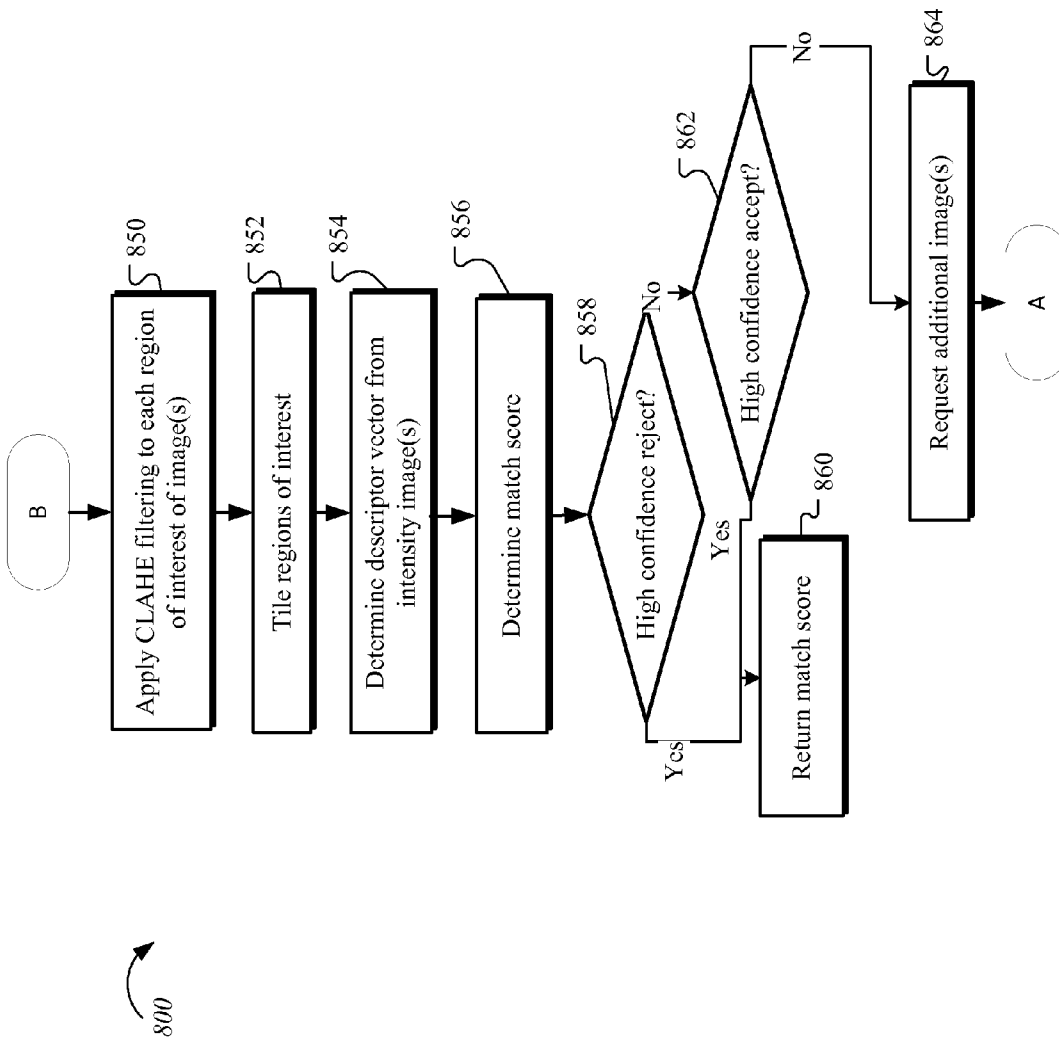 800
B
Apply CLAHE filtering to each region
of interest of image(s)
850
Tile regions of interest
852
Determine descriptor vector from
intensity image(s)
854
Determine match score
856
High confidence reject?
858
No
Yes
High confidence accept?
862
No
Yes
Return match score
860
Request additional image(s)
864
A